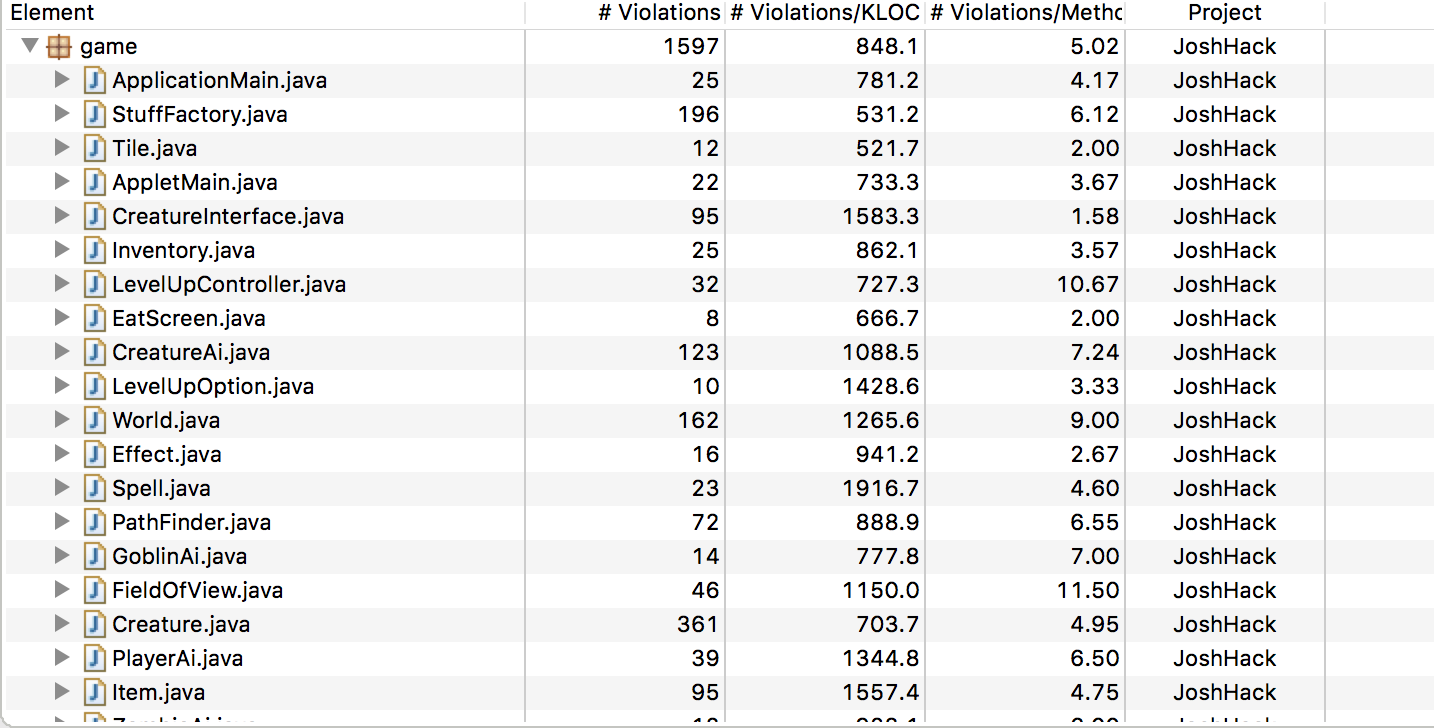 Element # Violations # Violations/KLOC # Violations/Metho Project
game 1597 848.1 5.02 JoshHack
ApplicationMain.java 25 781.2 4.17 JoshHack
StuffFactory.java 196 531.2 6.12 JoshHack
Tile.java 12 521.7 2.00 JoshHack
AppletMain.java 22 733.3 3.67 JoshHack
CreatureInterface.java 95 1583.3 1.58 JoshHack
Inventory.java 25 862.1 3.57 JoshHack
LevelUpController.java 32 727.3 10.67 JoshHack
EatScreen.java 8 666.7 2.00 JoshHack
CreatureAi.java 123 1088.5 7.24 JoshHack
LevelUpOption.java 10 1428.6 3.33 JoshHack
World.java 162 1265.6 9.00 JoshHack
Effect.java 16 941.2 2.67 JoshHack
Spell.java 23 1916.7 4.60 JoshHack
PathFinder.java 72 888.9 6.55 JoshHack
GoblinAi.java 14 777.8 7.00 JoshHack
FieldOfView.java 46 1150.0 11.50 JoshHack
Creature.java 361 703.7 4.95 JoshHack
PlayerAi.java 39 1344.8 6.50 JoshHack
Item.java 95 1557.4 4.75 JoshHack